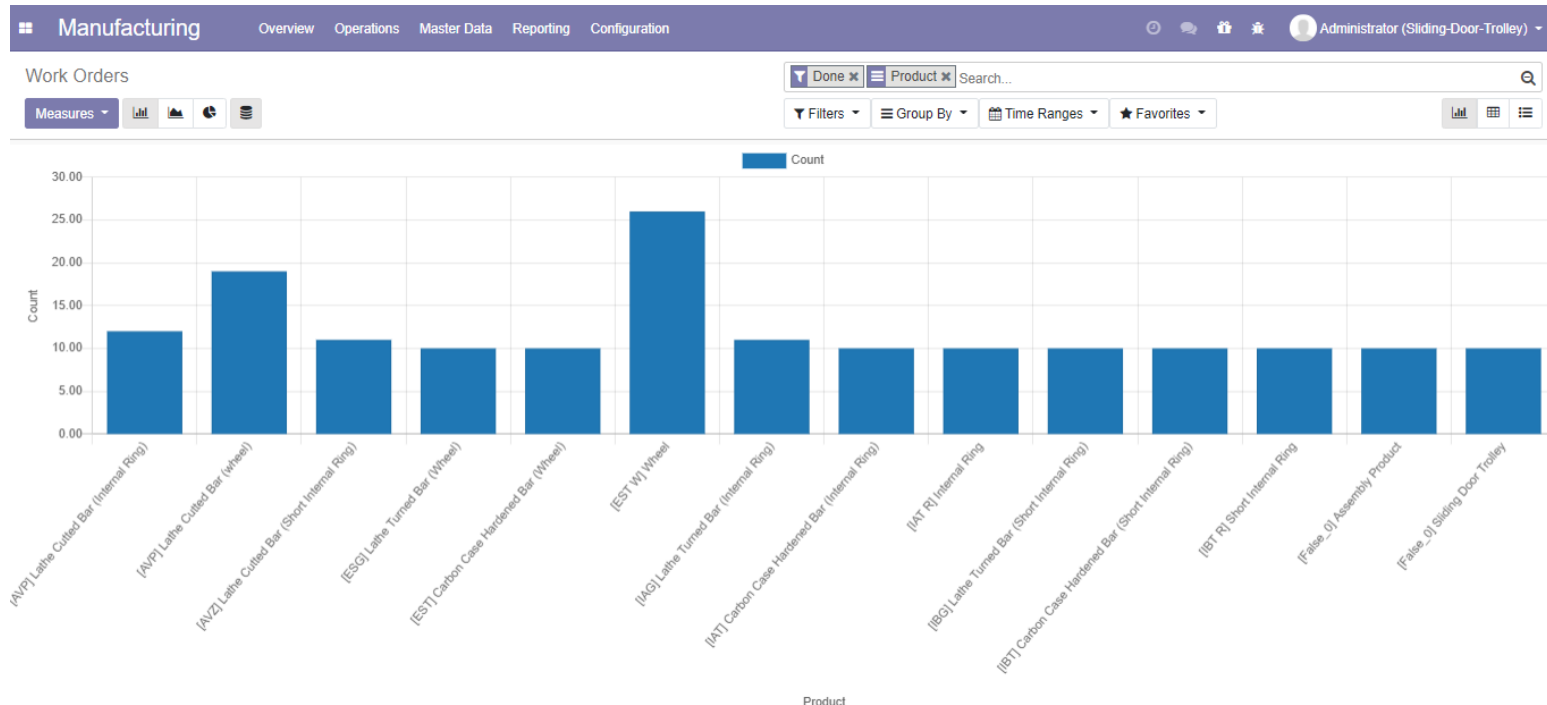 Manufacturing Overview Operations Master Data Reporting Configuration Administrator (Sliding-Door-Trolley)
Work Orders
Done Product Search...
Measures Filters Group By Time Ranges Favorites
Count
30.00
25.00
20.00
15.00
10.00
5.00
0.00
Count
[AVP] Lathe Cutted Bar (Internal Ring)
[AVP] Lathe Cutted Bar (wheel)
[AVZ] Lathe Cutted Bar (Short Internal Ring)
[ESG] Lathe Turned Bar (Wheel)
[EST] Carbon Case Hardened Bar (Wheel)
[EST W] Wheel
[IAG] Lathe Turned Bar (Internal Ring)
[IAT] Carbon Case Hardened Bar (Internal Ring)
[IAT R] Internal Ring
[IBG] Lathe Turned Bar (Short Internal Ring)
[IBT] Carbon Case Hardened Bar (Short Internal Ring)
[IBT R] Short Internal Ring
[False_0] Assembly Product
[False_0] Sliding Door Trolley
Product